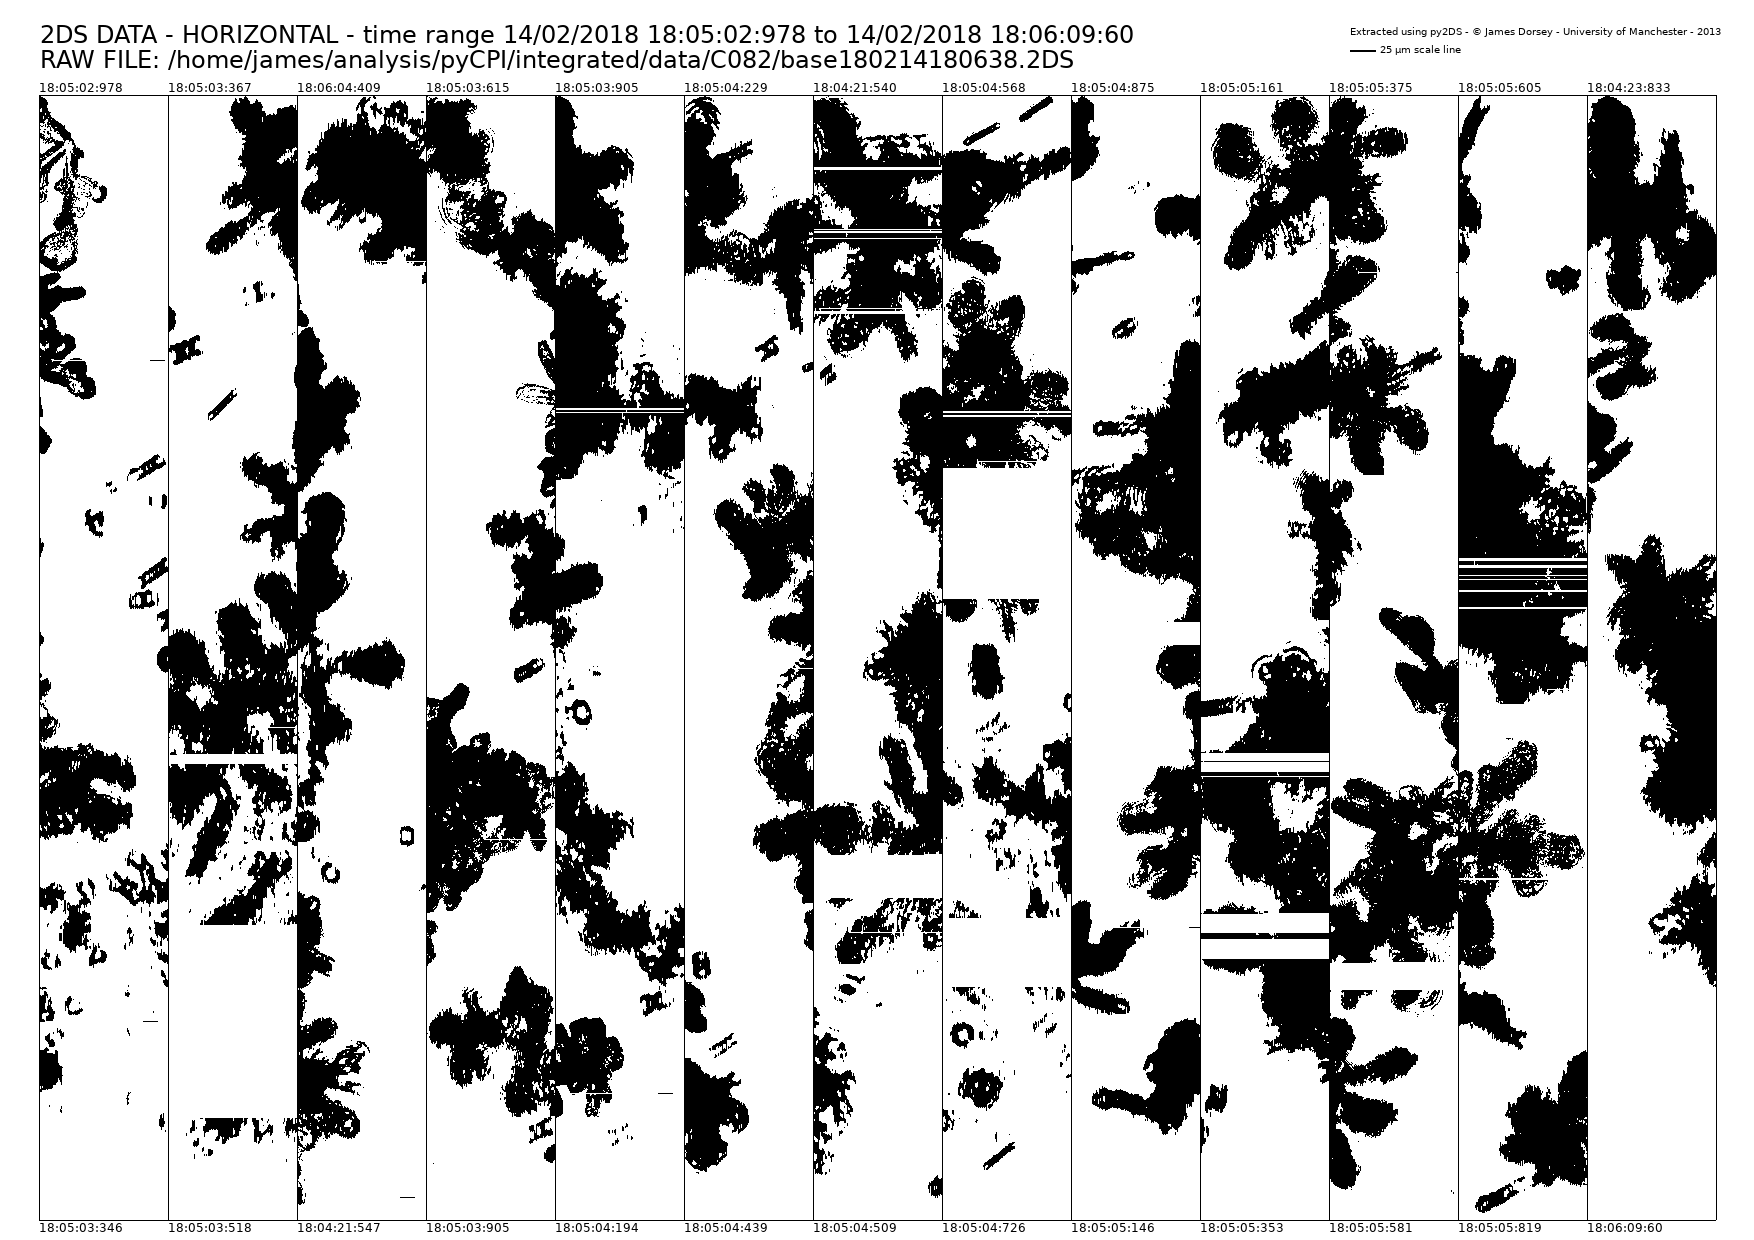 2DS DATA - HORIZONTAL - time range 14/02/2018 18:05:02:978 to 14/02/2018 18:06:09:60
RAW FILE: /home/james/analysis/pyCPI/integrated/data/C082/base180214180638.2DS
Extracted using py2DS - © James Dorsey - University of Manchester - 2013
25 µm scale line
18:05:02:978 18:05:03:367 18:06:04:409 18:05:03:615 18:05:03:905 18:05:04:229 18:04:21:540 18:05:04:568 18:05:04:875 18:05:05:161 18:05:05:375 18:05:05:605 18:04:23:833
18:05:03:346 18:05:03:518 18:04:21:547 18:05:03:905 18:05:04:194 18:05:04:439 18:05:04:509 18:05:04:726 18:05:05:146 18:05:05:353 18:05:05:581 18:05:05:819 18:06:09:60